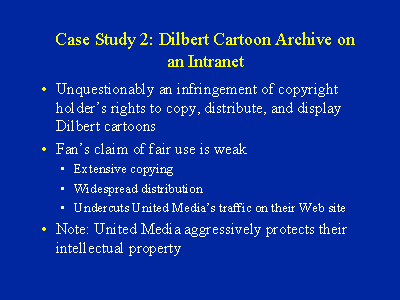 Case Study 2: Dilbert Cartoon Archive on
an Intranet
• Unquestionably an infringement of copyright
holder's rights to copy, distribute, and display
Dilbert cartoons
• Fan's claim of fair use is weak
• Extensive copying
• Widespread distribution
• Undercuts United Media's traffic on their Web site
• Note: United Media aggressively protects their
intellectual property